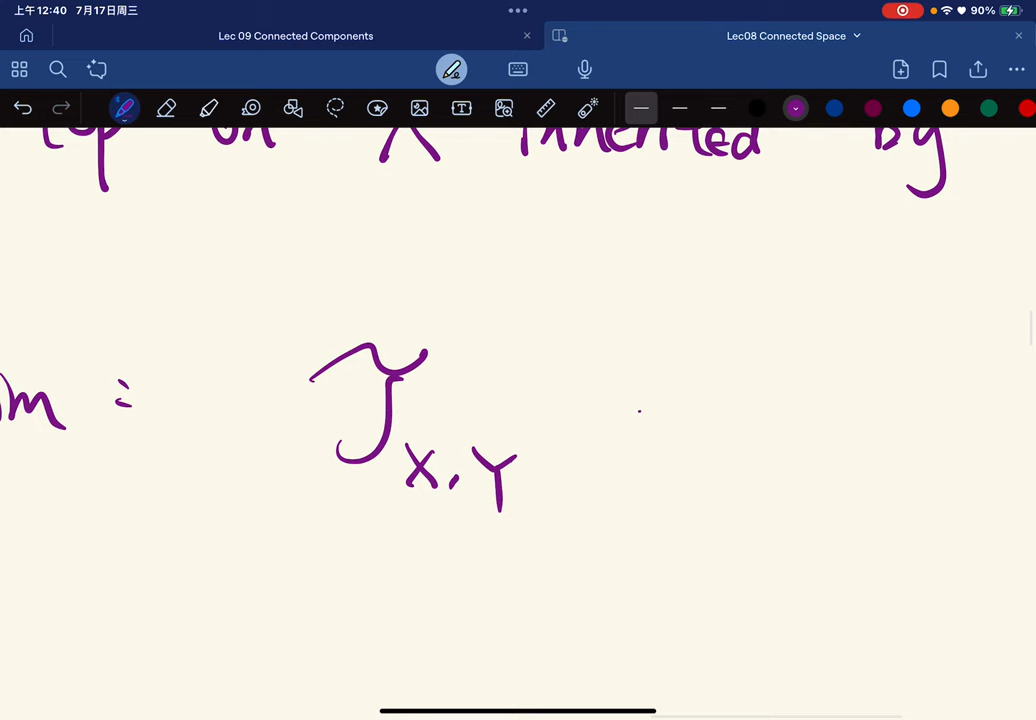 上午12:40 7月17日周三
90%
Lec 09 Connected Components
Lec08 Connected Space
top on X inherited By
m :
T X, Y